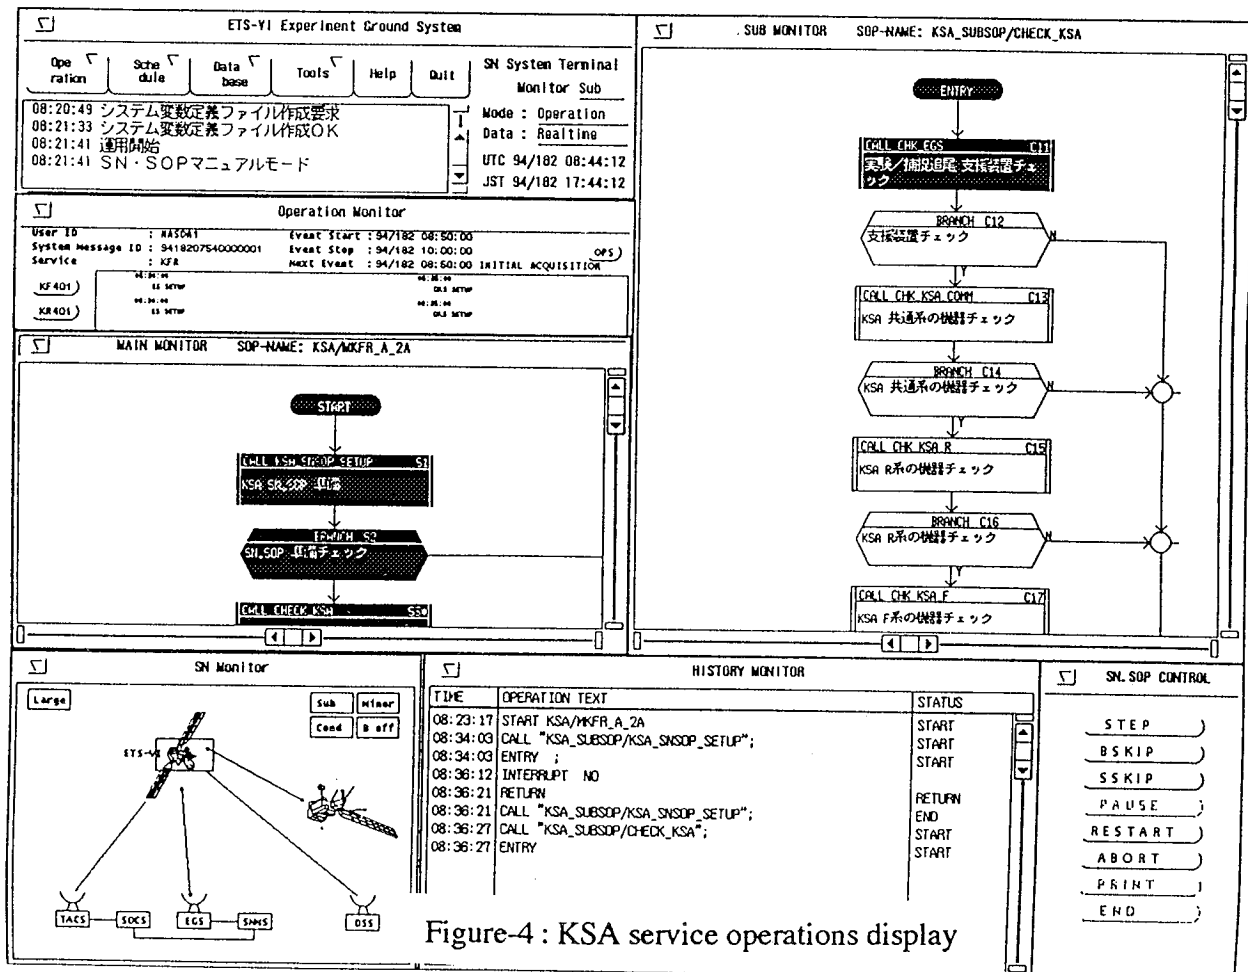 ETS-VI Experiment Ground System
Ope
ration
Sche
dule
Data
base
Tools
Help
Quit
SN System Terminal
Monitor Sub
Mode : Operation
Data : Realtime
UTC 94/182 08:44:12
JST 94/182 17:44:12
08:20:49 システム変数定義ファイル作成要求
08:21:33 システム変数定義ファイル作成OK
08:21:41 運用開始
08:21:41 SN・SOPマニュアルモード
Operation Monitor
User ID : NASDA1
Event Start : 94/182 08:50:00
System Message ID : 9418207540000001
Event Stop : 94/182 10:00:00
OPS
Service : KFR
Next Event : 94/182 08:50:00 INITIAL ACQUISITION
KF401
KR401
MAIN MONITOR SOP-NAME: KSA/MKFR_A_2A
START
CALL KSA_SNSOP_SETUP S1
KSA SN.SOP 準備
BRANCH S2
SN.SOP 準備チェック
CALL CHECK_KSA
SUB MONITOR SOP-NAME: KSA_SUBSOP/CHECK_KSA
ENTRY
CALL CHK_EGS C11
実験/捕捉追尾 支援装置チェ
ック
BRANCH C12
支援装置チェック
N
Y
CALL CHK_KSA_COMM C13
KSA 共通系の機器チェック
BRANCH C14
KSA 共通系の機器チェック
N
Y
CALL CHK_KSA_R C15
KSA R系の機器チェック
BRANCH C16
KSA R系の機器チェック
N
Y
CALL CHK_KSA_F C17
KSA F系の機器チェック
SN Monitor
Large
Sub
Minor
Cond
B off
ETS-VI
TACS
SOCS
EGS
SNMS
OSS
HISTORY MONITOR
TIME OPERATION TEXT STATUS
08:23:17 START KSA/MKFR_A_2A START
08:34:03 CALL "KSA_SUBSOP/KSA_SNSOP_SETUP"; START
08:34:03 ENTRY ; START
08:36:12 INTERRUPT NO
08:36:21 RETURN RETURN
08:36:21 CALL "KSA_SUBSOP/KSA_SNSOP_SETUP"; END
08:36:27 CALL "KSA_SUBSOP/CHECK_KSA"; START
08:36:27 ENTRY START
SN.SOP CONTROL
STEP
BSKIP
SSKIP
PAUSE
RESTART
ABORT
PRINT
END
Figure-4 : KSA service operations display